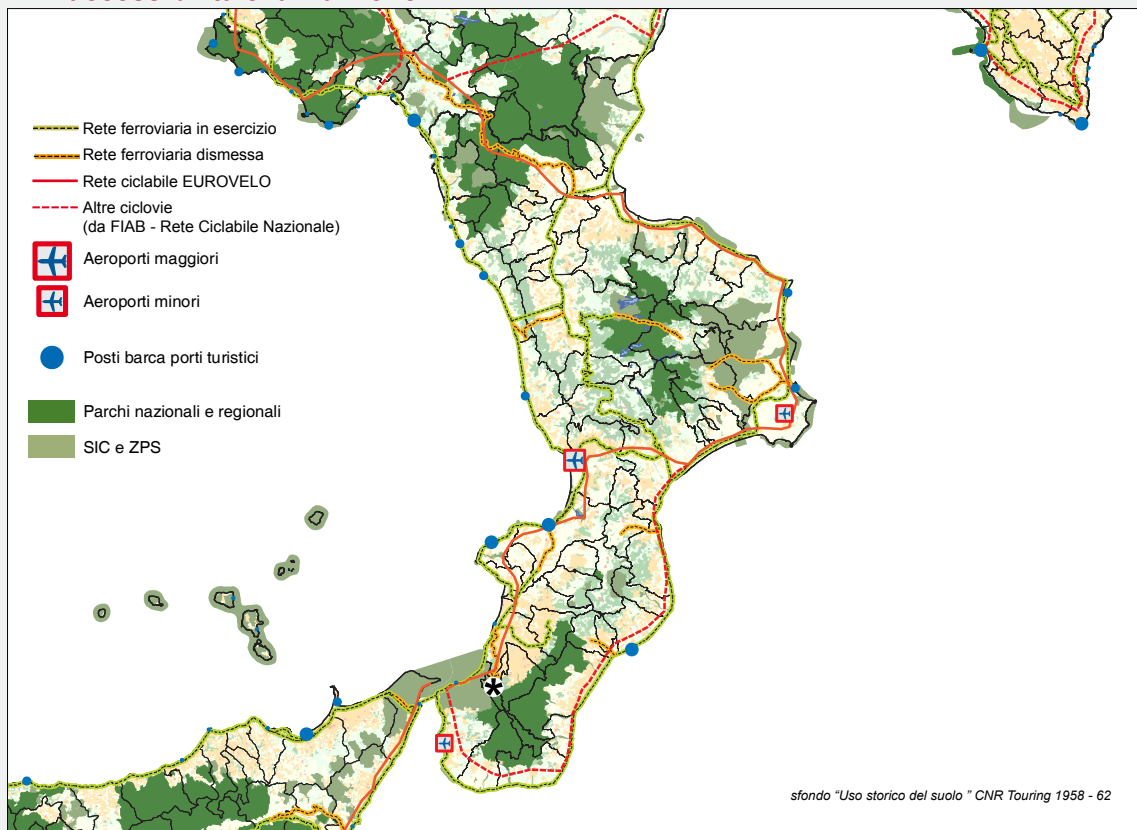 Rete ferroviaria in esercizio
Rete ferroviaria dismessa
Rete ciclabile EUROVELO
Altre ciclovie
(da FIAB - Rete Ciclabile Nazionale)
Aeroporti maggiori
Aeroporti minori
Posti barca porti turistici
Parchi nazionali e regionali
SIC e ZPS
*
sfondo “Uso storico del suolo ” CNR Touring 1958 - 62